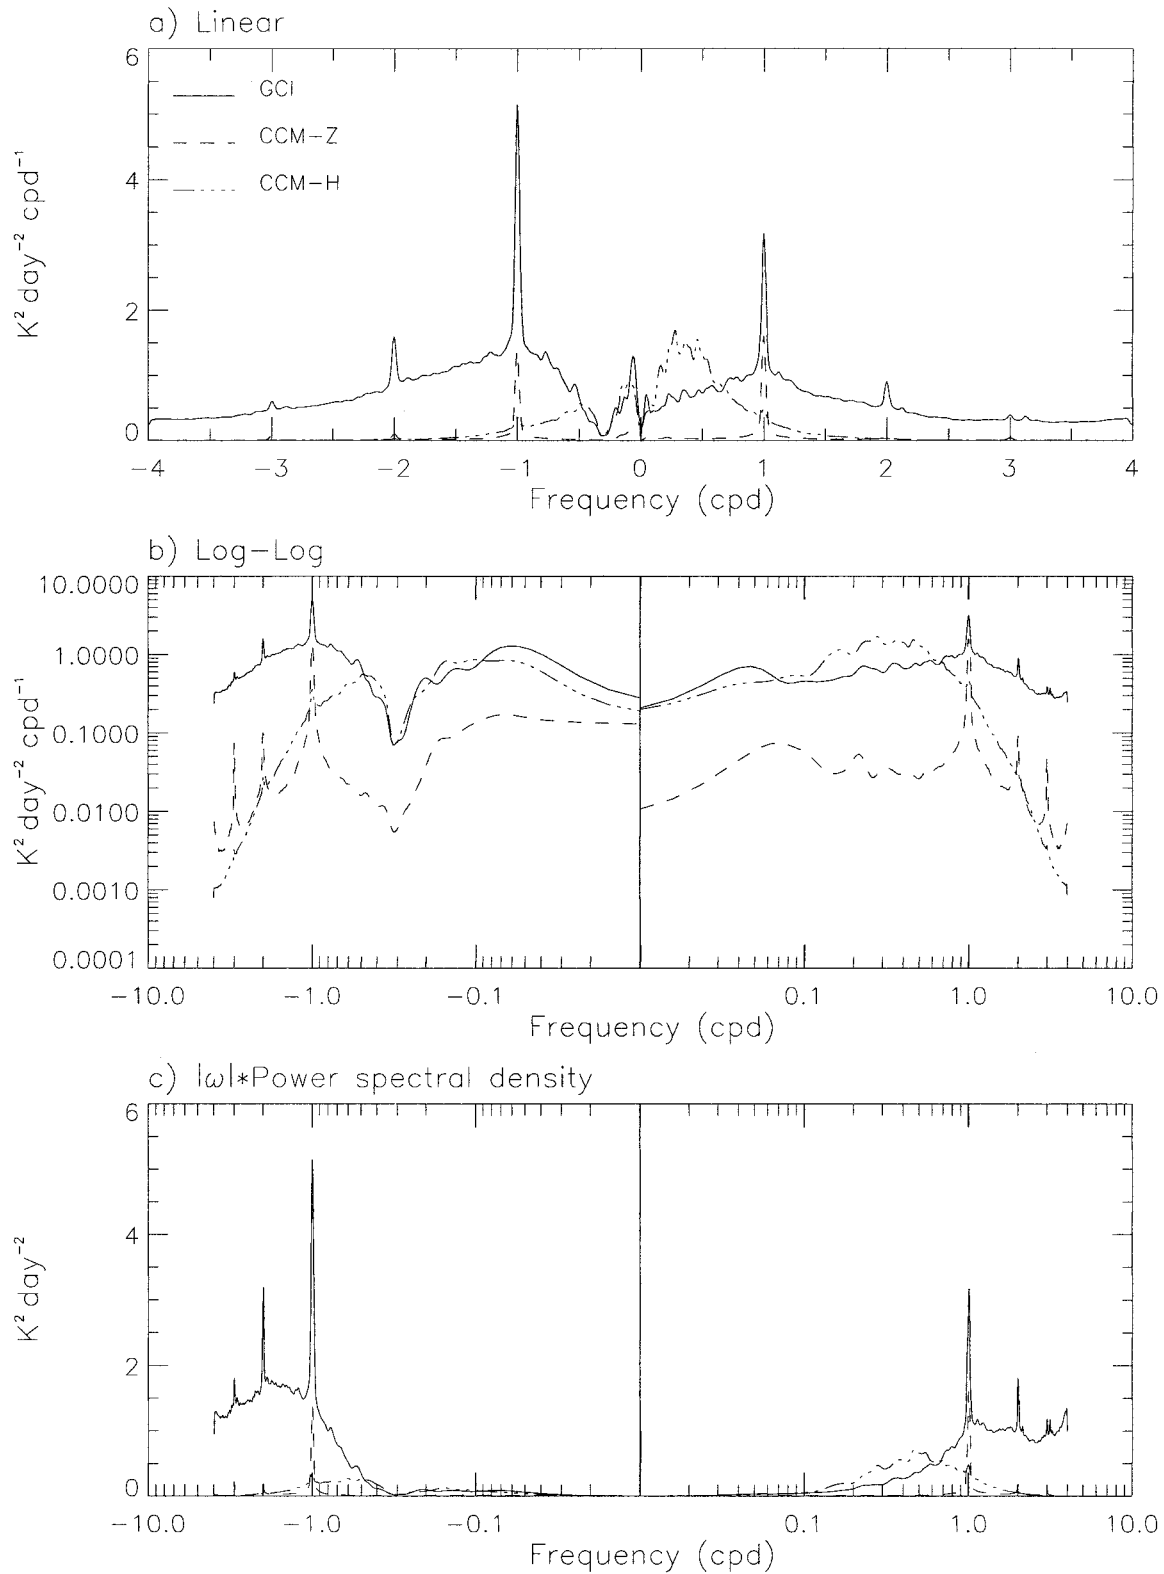 a) Linear
6
4
2
0
K² day⁻² cpd⁻¹
GCI
CCM−Z
CCM−H
−4 −3 −2 −1 0 1 2 3 4
Frequency (cpd)
b) Log−Log
10.0000
1.0000
0.1000
0.0100
0.0010
0.0001
K² day⁻² cpd⁻¹
−10.0 −1.0 −0.1 0.1 1.0 10.0
Frequency (cpd)
c) |ω|*Power spectral density
6
4
2
0
K² day⁻²
−10.0 −1.0 −0.1 0.1 1.0 10.0
Frequency (cpd)